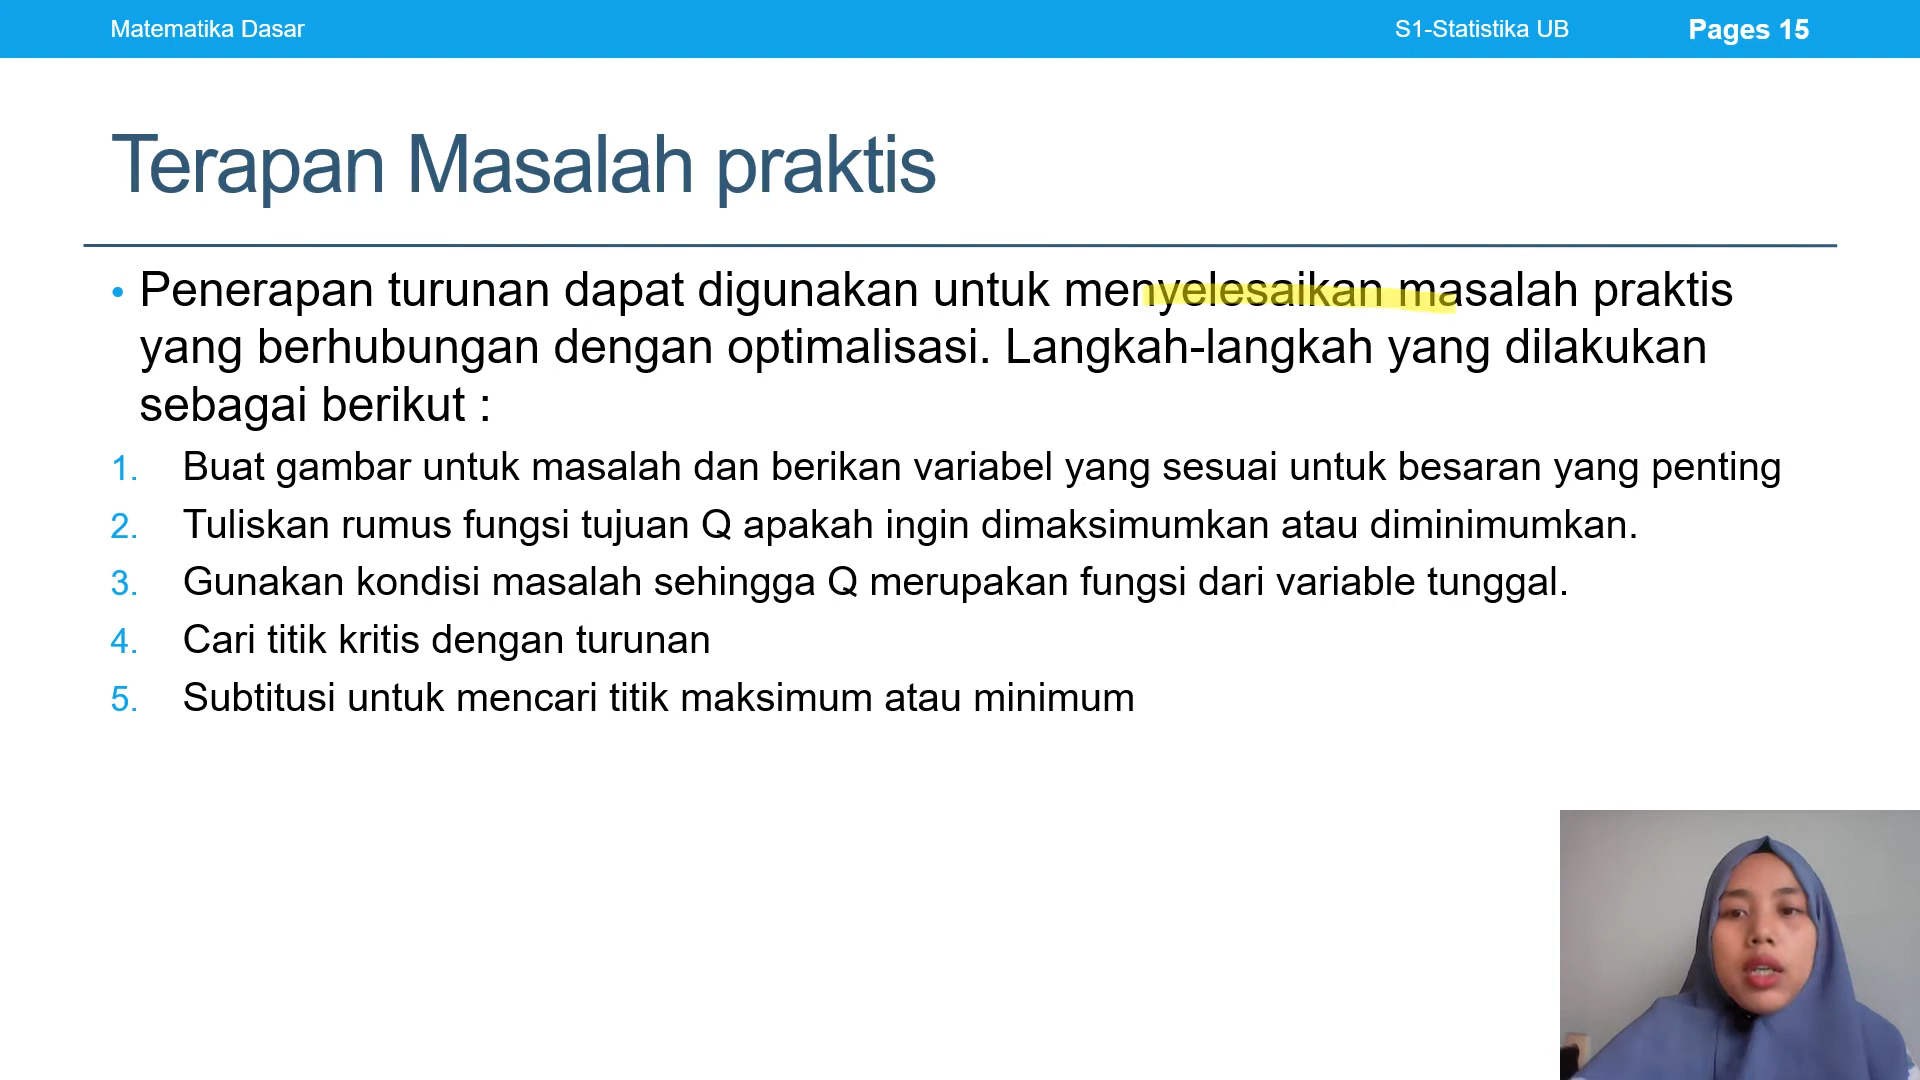 Matematika Dasar
S1-Statistika UB
Pages 15
Terapan Masalah praktis
• Penerapan turunan dapat digunakan untuk menyelesaikan masalah praktis
yang berhubungan dengan optimalisasi. Langkah-langkah yang dilakukan
sebagai berikut :
1. Buat gambar untuk masalah dan berikan variabel yang sesuai untuk besaran yang penting
2. Tuliskan rumus fungsi tujuan Q apakah ingin dimaksimumkan atau diminimumkan.
3. Gunakan kondisi masalah sehingga Q merupakan fungsi dari variable tunggal.
4. Cari titik kritis dengan turunan
5. Subtitusi untuk mencari titik maksimum atau minimum